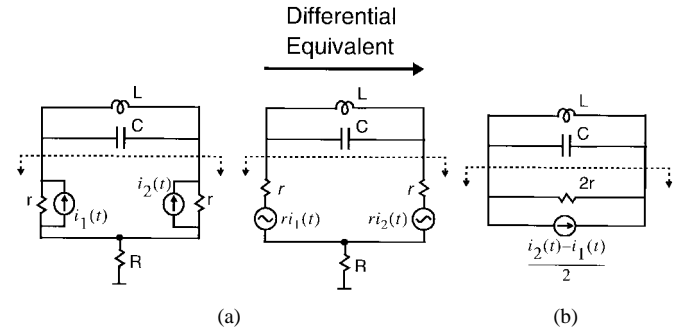 Differential
Equivalent
L
C
r
i1(t)
i2(t)
r
R
L
C
r
ri1(t)
r
ri2(t)
R
L
C
2r
i2(t)–i1(t)
2
(a)
(b)